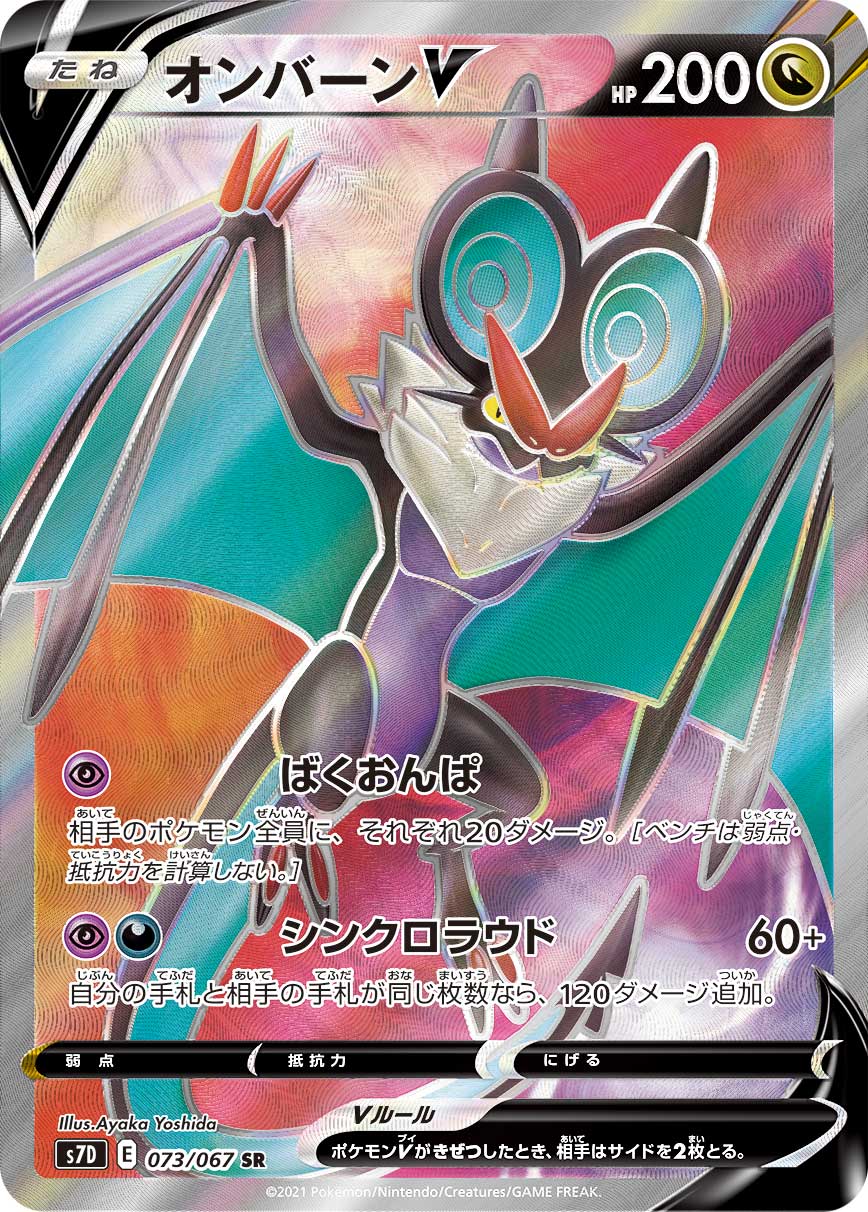 たね オンバーンV HP 200
ばくおんぱ
相手のポケモン全員に、それぞれ20ダメージ。[ベンチは弱点・
抵抗力を計算しない。]
シンクロラウド 60+
自分の手札と相手の手札が同じ枚数なら、120ダメージ追加。
弱点 抵抗力 にげる
Illus.Ayaka Yoshida
Vルール
ポケモンVがきぜつしたとき、相手はサイドを2枚とる。
s7D E 073/067 SR
©2021 Pokémon/Nintendo/Creatures/GAME FREAK.